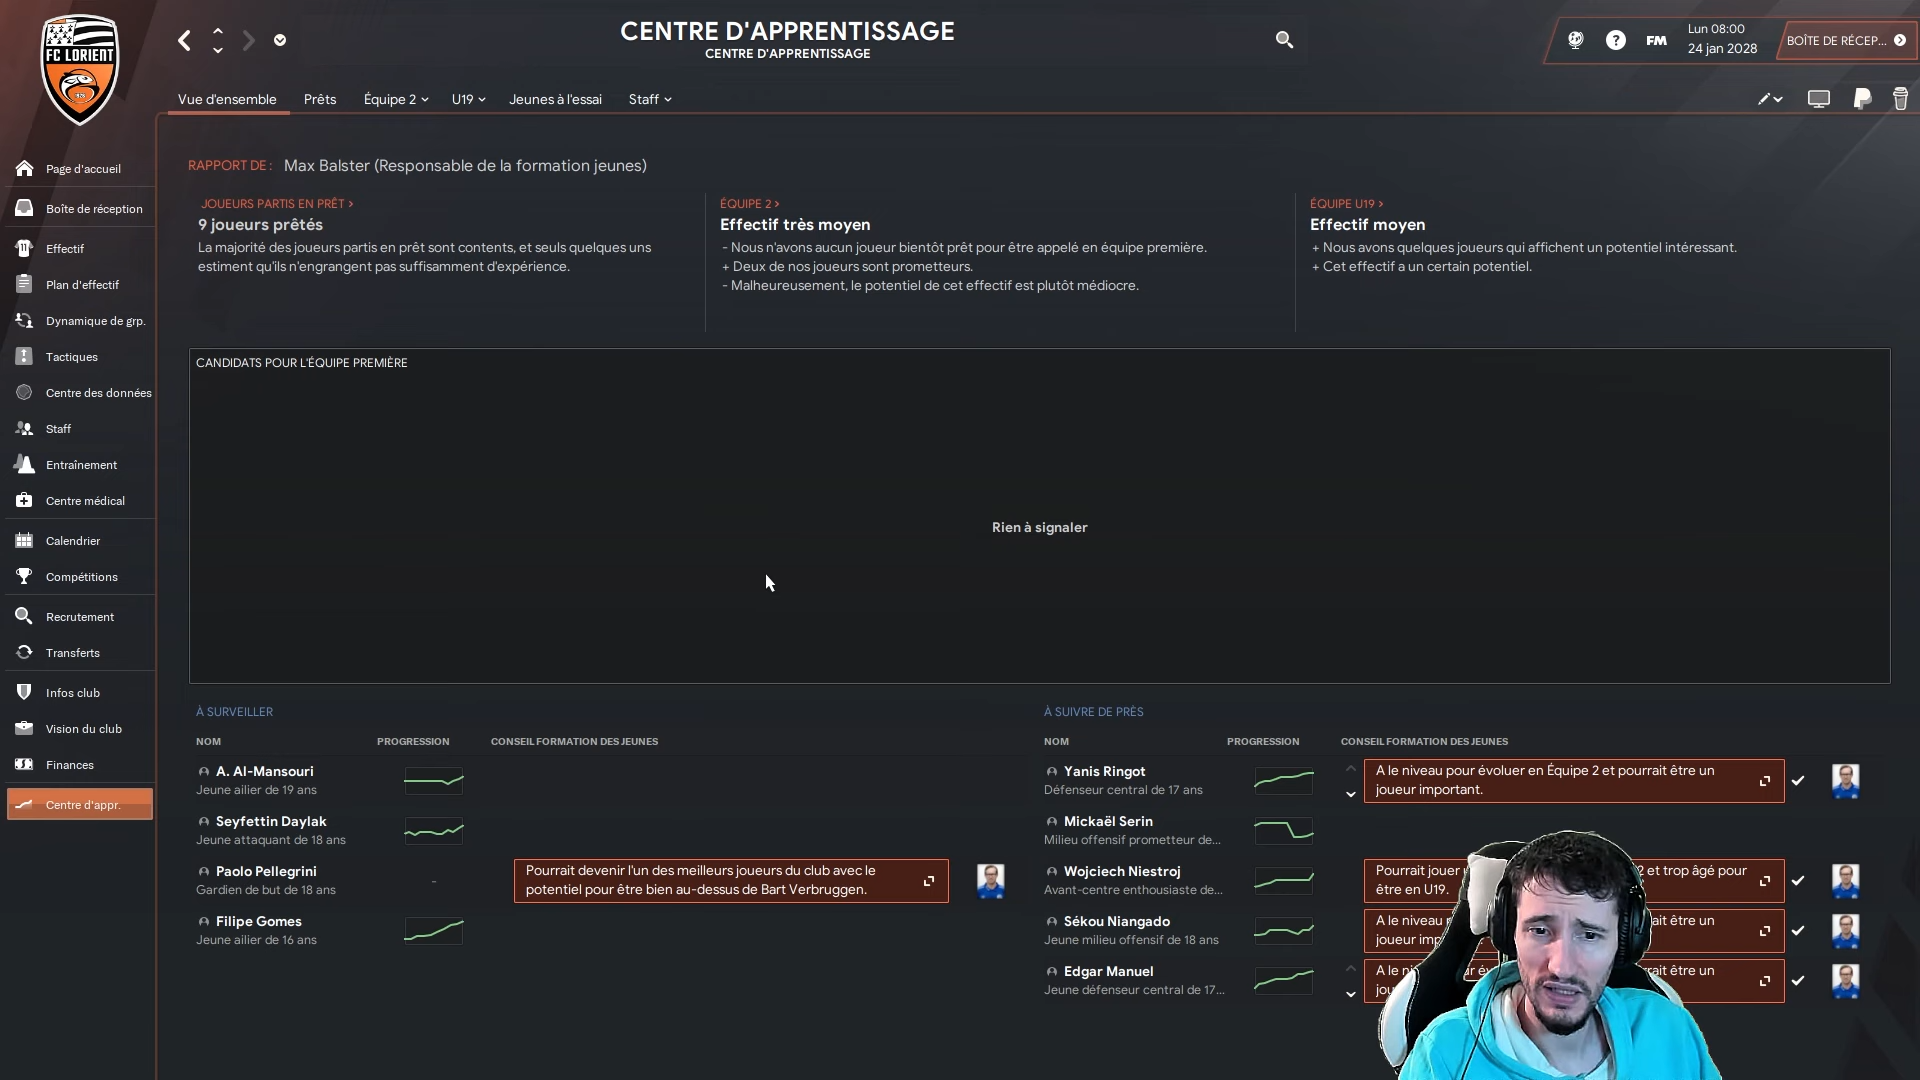 FC LORIENT
CENTRE D'APPRENTISSAGE
CENTRE D'APPRENTISSAGE
FM
Lun 08:00
24 jan 2028
BOÎTE DE RÉCEP...
Vue d'ensemble
Prêts
Équipe 2
U19
Jeunes à l'essai
Staff
Page d'accueil
Boîte de réception
Effectif
Plan d'effectif
Dynamique de grp.
Tactiques
Centre des données
Staff
Entraînement
Centre médical
Calendrier
Compétitions
Recrutement
Transferts
Infos club
Vision du club
Finances
Centre d'appr.
RAPPORT DE : Max Balster (Responsable de la formation jeunes)
JOUEURS PARTIS EN PRÊT >
9 joueurs prêtés
La majorité des joueurs partis en prêt sont contents, et seuls quelques uns
estiment qu'ils n'engrangent pas suffisamment d'expérience.
ÉQUIPE 2 >
Effectif très moyen
- Nous n'avons aucun joueur bientôt prêt pour être appelé en équipe première.
+ Deux de nos joueurs sont prometteurs.
- Malheureusement, le potentiel de cet effectif est plutôt médiocre.
ÉQUIPE U19 >
Effectif moyen
+ Nous avons quelques joueurs qui affichent un potentiel intéressant.
+ Cet effectif a un certain potentiel.
CANDIDATS POUR L'ÉQUIPE PREMIÈRE
Rien à signaler
À SURVEILLER
NOM PROGRESSION CONSEIL FORMATION DES JEUNES
A. Al-Mansouri
Jeune ailier de 19 ans
Seyfettin Daylak
Jeune attaquant de 18 ans
Paolo Pellegrini
Gardien de but de 18 ans
Pourrait devenir l'un des meilleurs joueurs du club avec le
potentiel pour être bien au-dessus de Bart Verbruggen.
Filipe Gomes
Jeune ailier de 16 ans
À SUIVRE DE PRÈS
NOM PROGRESSION CONSEIL FORMATION DES JEUNES
Yanis Ringot
Défenseur central de 17 ans
A le niveau pour évoluer en Équipe 2 et pourrait être un
joueur important.
Mickaël Serin
Milieu offensif prometteur de...
Wojciech Niestroj
Avant-centre enthousiaste de...
Pourrait jouer 2 et trop âgé pour
être en U19.
Sékou Niangado
Jeune milieu offensif de 18 ans
A le niveau être un
Edgar Manuel
Jeune défenseur central de 17...
A le être un